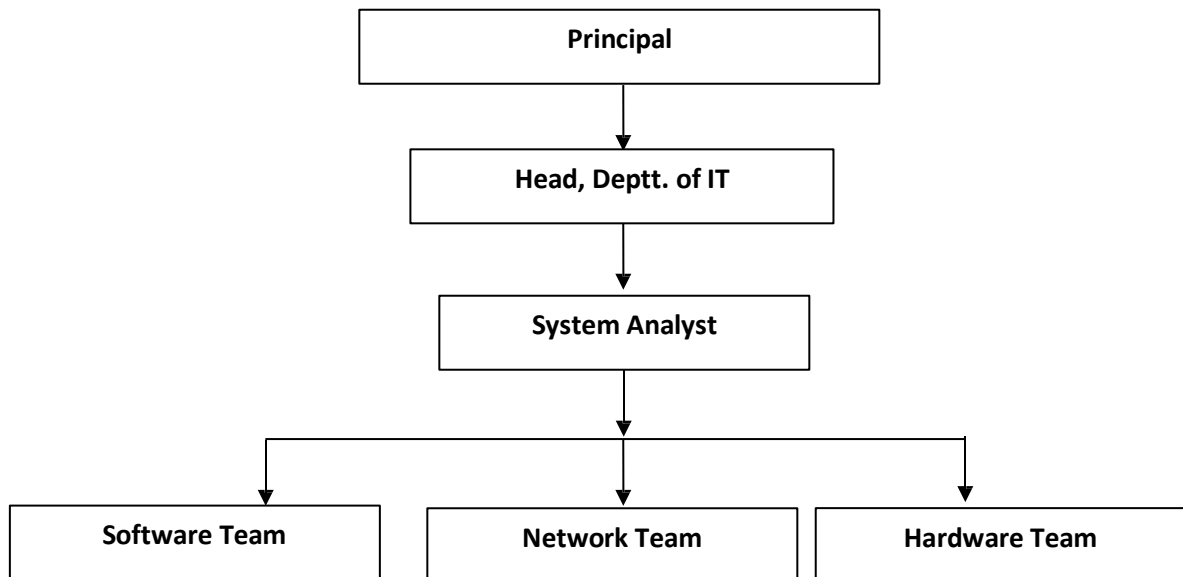 Principal
Head, Deptt. of IT
System Analyst
Software Team
Network Team
Hardware Team